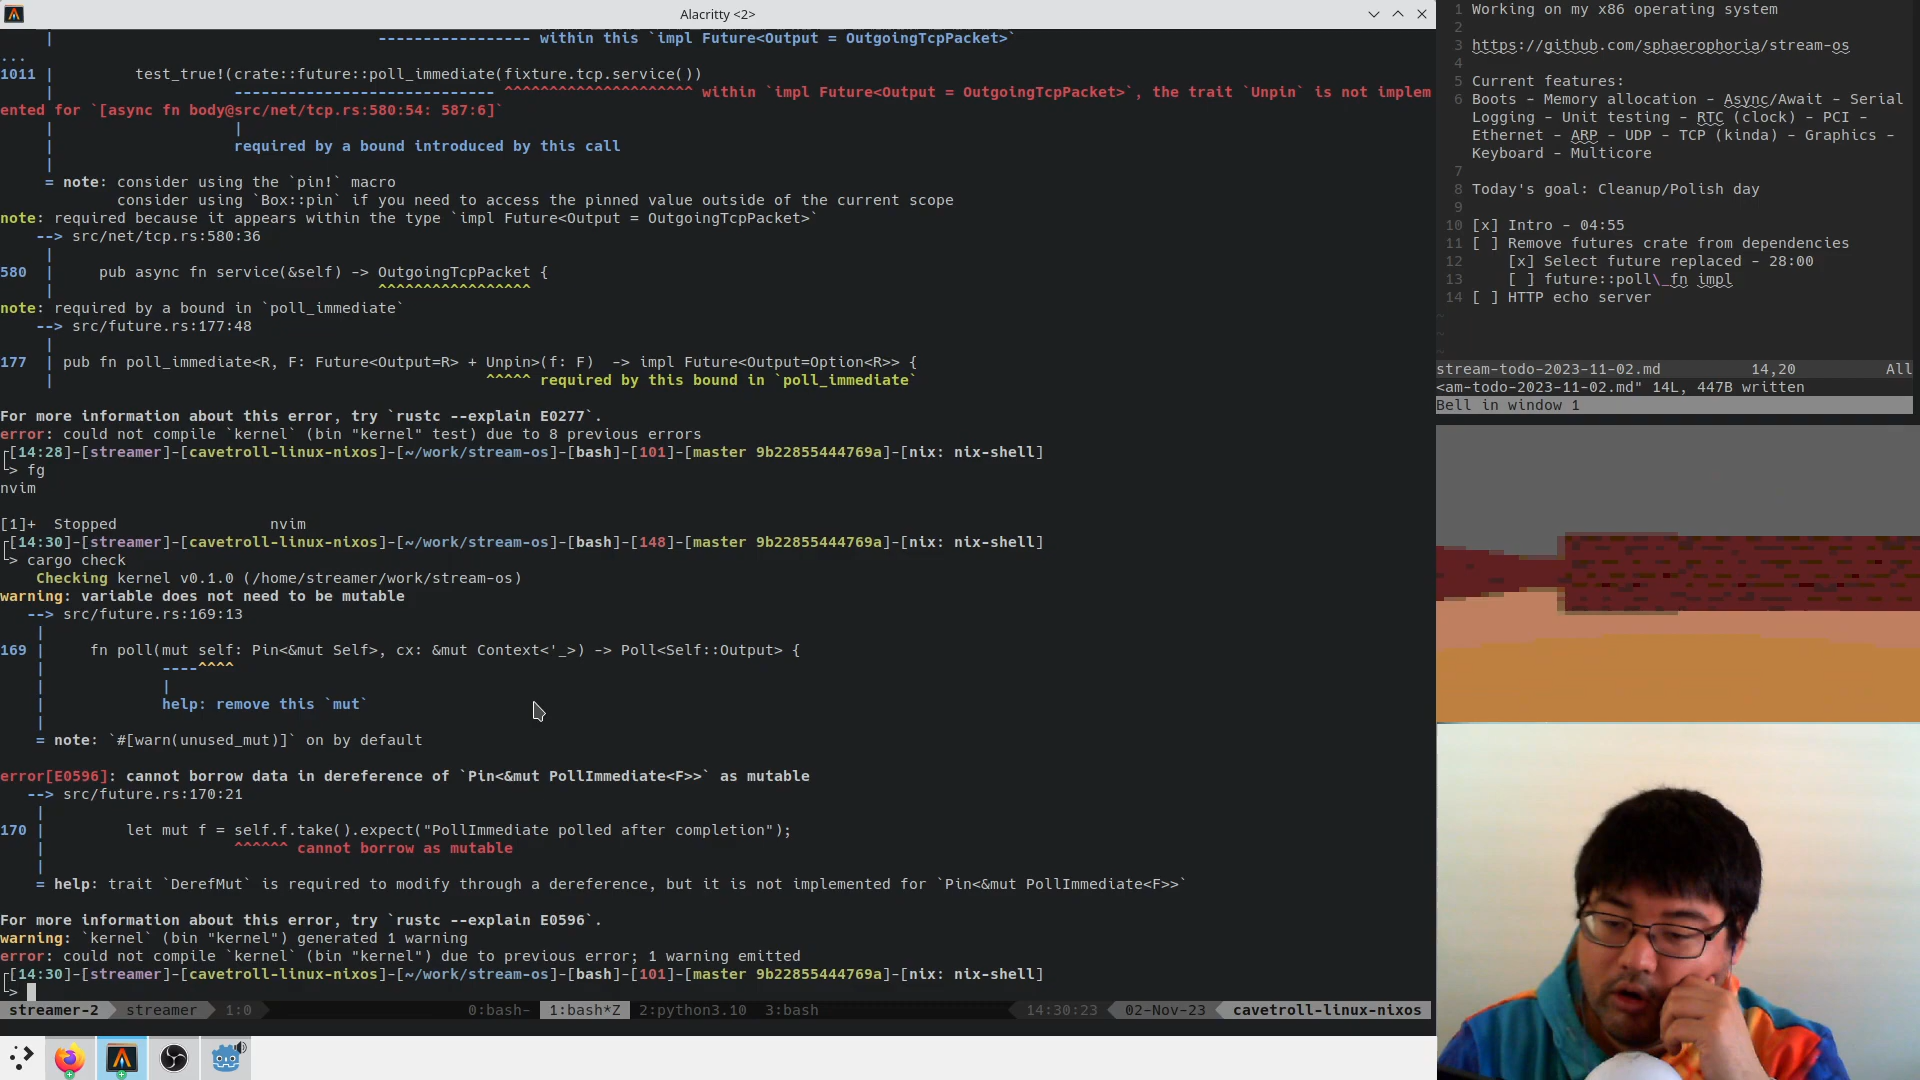 Alacritty <2>
| ----------------- within this `impl Future<Output = OutgoingTcpPacket>`
...
1011 | test_true!(crate::future::poll_immediate(fixture.tcp.service())
| ---------------------------- ^^^^^^^^^^^^^^^^^^^^^ within `impl Future<Output = OutgoingTcpPacket>`, the trait `Unpin` is not implem
ented for `[async fn body@src/net/tcp.rs:580:54: 587:6]`
| |
| required by a bound introduced by this call
|
= note: consider using the `pin!` macro
consider using `Box::pin` if you need to access the pinned value outside of the current scope
note: required because it appears within the type `impl Future<Output = OutgoingTcpPacket>`
--> src/net/tcp.rs:580:36
|
580 | pub async fn service(&self) -> OutgoingTcpPacket {
| ^^^^^^^^^^^^^^^^^
note: required by a bound in `poll_immediate`
--> src/future.rs:177:48
|
177 | pub fn poll_immediate<R, F: Future<Output=R> + Unpin>(f: F)  -> impl Future<Output=Option<R>> {
| ^^^^^ required by this bound in `poll_immediate`
For more information about this error, try `rustc --explain E0277`.
error: could not compile `kernel` (bin "kernel" test) due to 8 previous errors
┌[14:28]-[streamer]-[cavetroll-linux-nixos]-[~/work/stream-os]-[bash]-[101]-[master 9b22855444769a]-[nix: nix-shell]
└> fg
nvim
[1]+  Stopped                 nvim
┌[14:30]-[streamer]-[cavetroll-linux-nixos]-[~/work/stream-os]-[bash]-[148]-[master 9b22855444769a]-[nix: nix-shell]
└> cargo check
Checking kernel v0.1.0 (/home/streamer/work/stream-os)
warning: variable does not need to be mutable
--> src/future.rs:169:13
|
169 | fn poll(mut self: Pin<&mut Self>, cx: &mut Context<'_>) -> Poll<Self::Output> {
| ----^^^^
| |
| help: remove this `mut`
|
= note: `#[warn(unused_mut)]` on by default
error[E0596]: cannot borrow data in dereference of `Pin<&mut PollImmediate<F>>` as mutable
--> src/future.rs:170:21
|
170 | let mut f = self.f.take().expect("PollImmediate polled after completion");
| ^^^^^^ cannot borrow as mutable
|
= help: trait `DerefMut` is required to modify through a dereference, but it is not implemented for `Pin<&mut PollImmediate<F>>`
For more information about this error, try `rustc --explain E0596`.
warning: `kernel` (bin "kernel") generated 1 warning
error: could not compile `kernel` (bin "kernel") due to previous error; 1 warning emitted
┌[14:30]-[streamer]-[cavetroll-linux-nixos]-[~/work/stream-os]-[bash]-[101]-[master 9b22855444769a]-[nix: nix-shell]
└>
streamer-2 streamer 1:0 0:bash- 1:bash*Z 2:python3.10 3:bash 14:30:23 02-Nov-23 cavetroll-linux-nixos
1 Working on my x86 operating system
2
3 https://github.com/sphaerophoria/stream-os
4
5 Current features:
6 Boots - Memory allocation - Async/Await - Serial
Logging - Unit testing - RTC (clock) - PCI -
Ethernet - ARP - UDP - TCP (kinda) - Graphics -
Keyboard - Multicore
7
8 Today's goal: Cleanup/Polish day
9
10 [x] Intro - 04:55
11 [ ] Remove futures crate from dependencies
12 [x] Select future replaced - 28:00
13 [ ] future::poll\_fn impl
14 [ ] HTTP echo server
~
~
~
stream-todo-2023-11-02.md 14,20 All
<am-todo-2023-11-02.md" 14L, 447B written
Bell in window 1